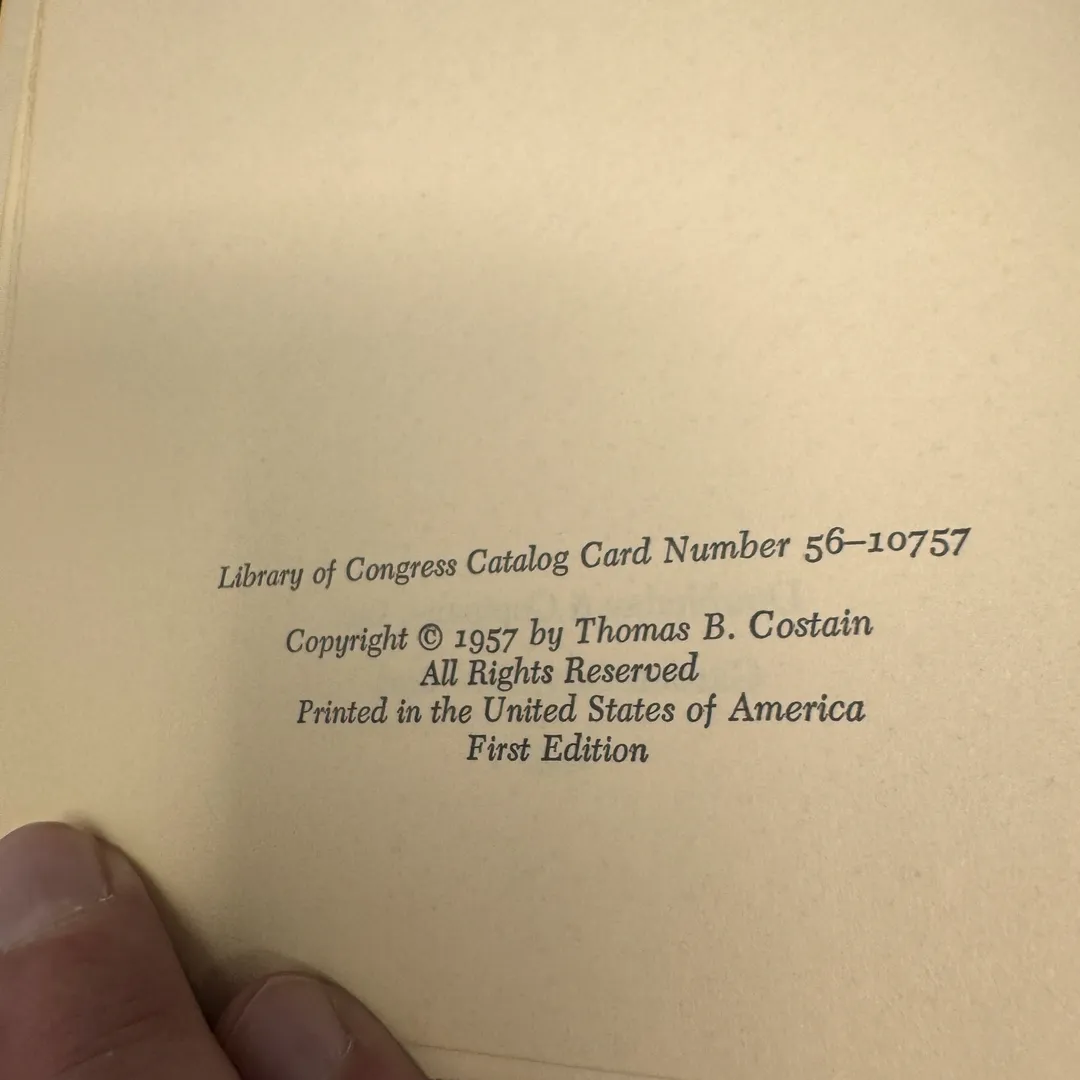 Library of Congress Catalog Card Number 56–10757
Copyright © 1957 by Thomas B. Costain
All Rights Reserved
Printed in the United States of America
First Edition